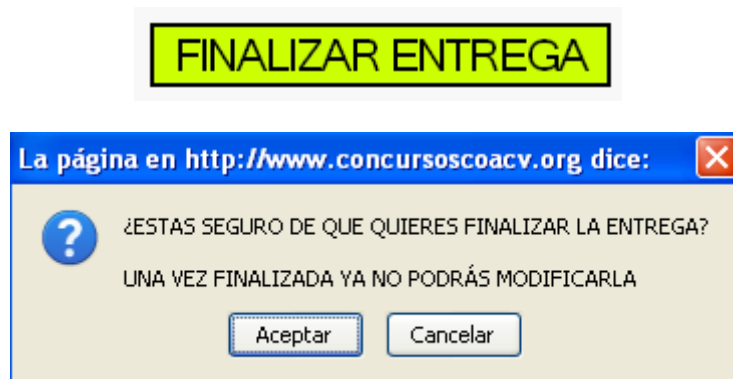 FINALIZAR ENTREGA
La página en http://www.concursoscoacv.org dice:
¿ESTAS SEGURO DE QUE QUIERES FINALIZAR LA ENTREGA?
UNA VEZ FINALIZADA YA NO PODRÁS MODIFICARLA
Aceptar Cancelar